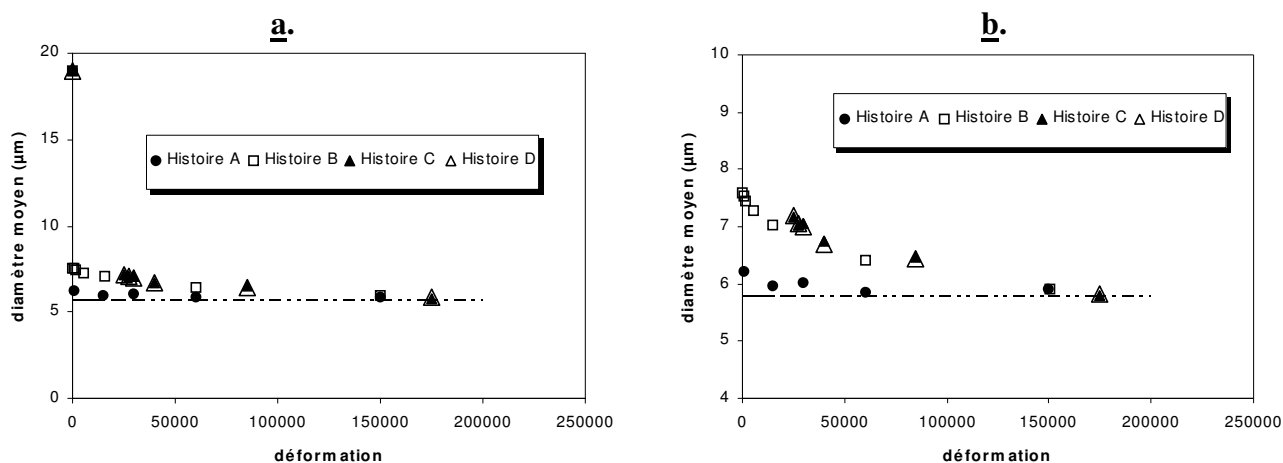 a.
20
15
10
5
0
diamètre moyen (µm)
Histoire A Histoire B Histoire C Histoire D
0 50000 100000 150000 200000 250000
déformation
b.
10
9
8
7
6
5
4
diamètre moyen (µm)
Histoire A Histoire B Histoire C Histoire D
0 50000 100000 150000 200000 250000
déformation